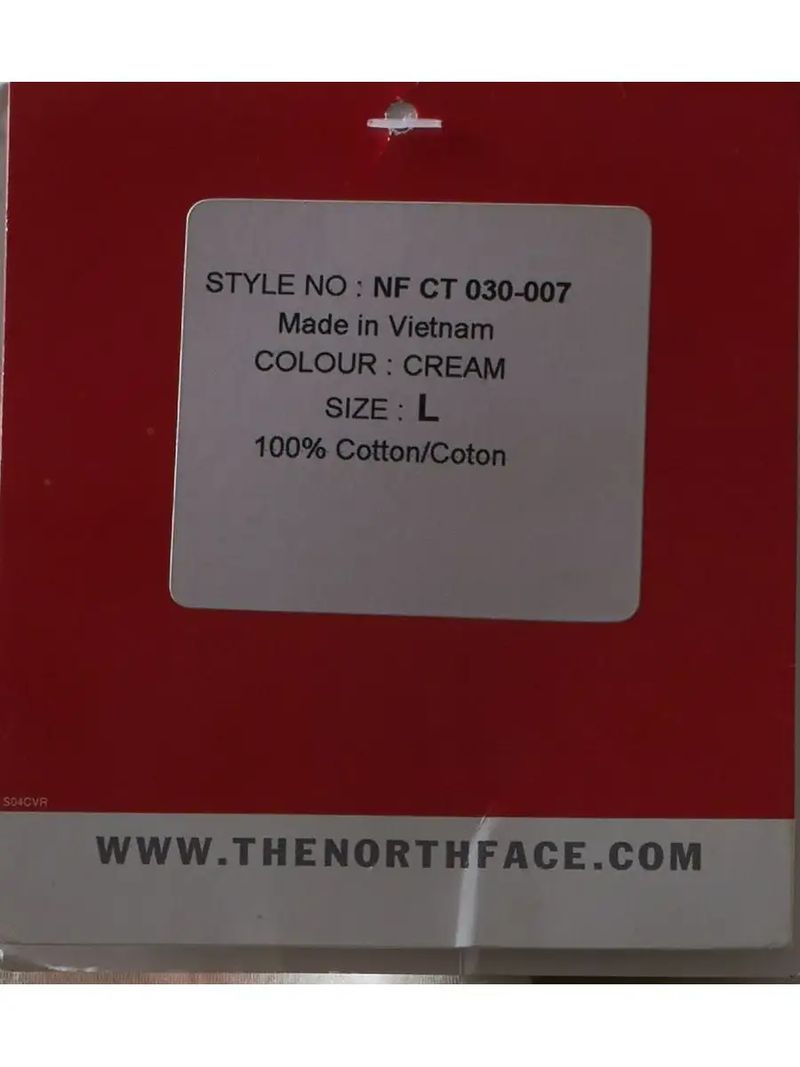 STYLE NO : NF CT 030-007
Made in Vietnam
COLOUR : CREAM
SIZE : L
100% Cotton/Coton
S04CVR
WWW.THENORTHFACE.COM